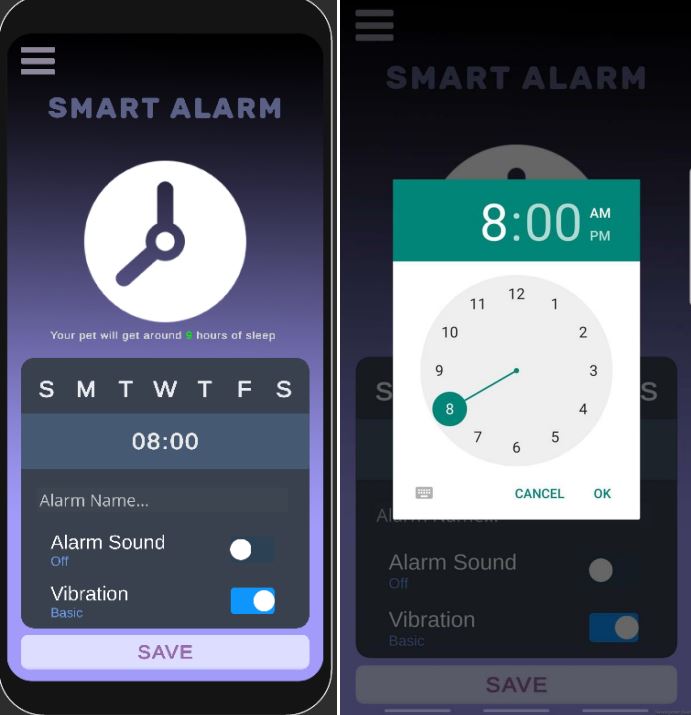 SMART ALARM
Your pet will get around 9 hours of sleep
S M T W T F S
08:00
Alarm Name...
Alarm Sound
Off
Vibration
Basic
SAVE
SMART ALARM
8:00 AM
PM
12
11 1
10 2
9 3
8 4
7 5
6
CANCEL OK
S S
Alarm Name...
Alarm Sound
Off
Vibration
Basic
SAVE